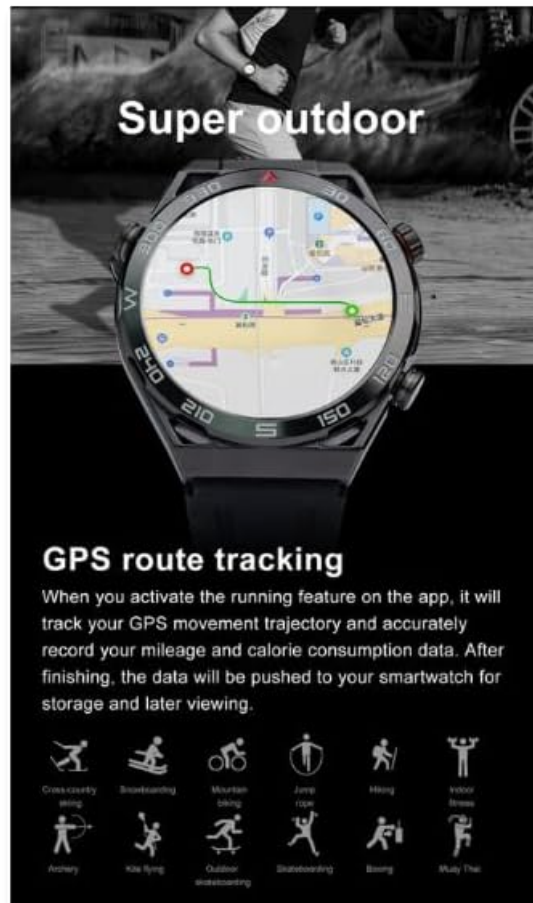 Super outdoor
330
30
300
60
W
240
120
210
150
S
GPS route tracking
When you activate the running feature on the app, it will
track your GPS movement trajectory and accurately
record your mileage and calorie consumption data. After
finishing, the data will be pushed to your smartwatch for
storage and later viewing.
Cross-country
skiing
Snowboarding
Mountain
biking
Jump
rope
Hiking
Indoor
fitness
Archery
Kite flying
Outdoor
skateboarding
Skateboarding
Boxing
Muay Thai